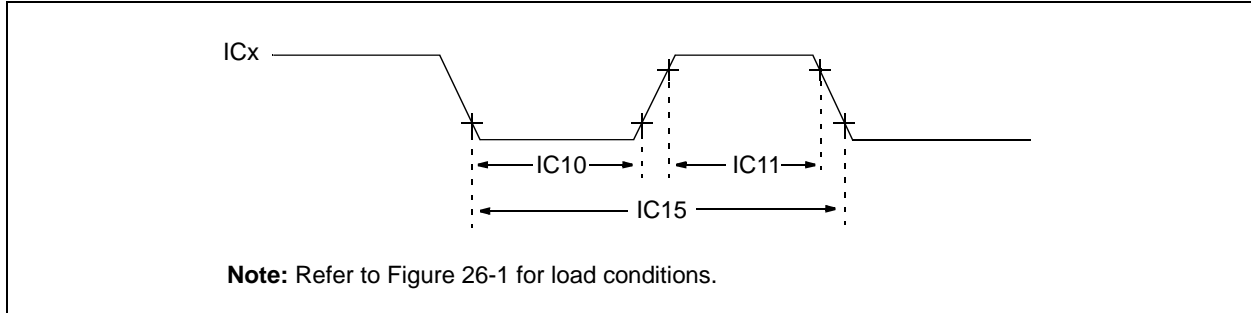 ICx
IC10
IC11
IC15
Note: Refer to Figure 26-1 for load conditions.